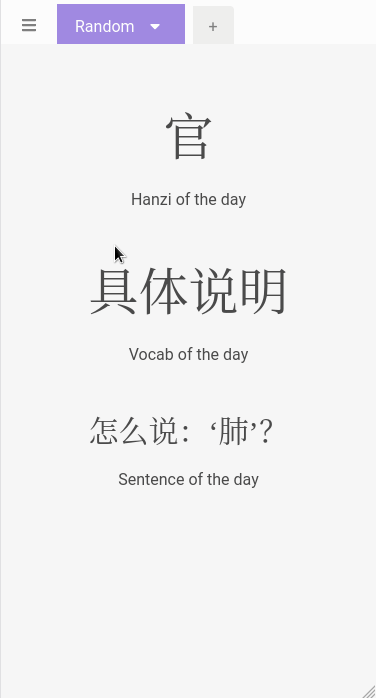 Random
+
官
Hanzi of the day
具体说明
Vocab of the day
怎么说：‘肺’？
Sentence of the day